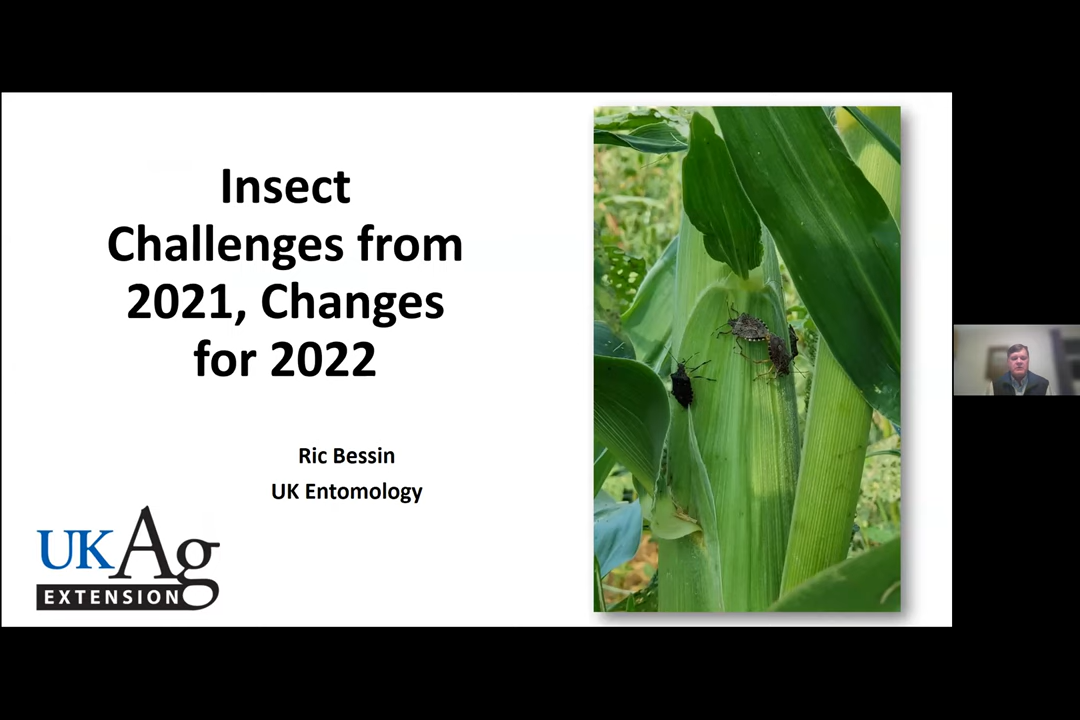 Insect
Challenges from
2021, Changes
for 2022
Ric Bessin
UK Entomology
UKAg
EXTENSION